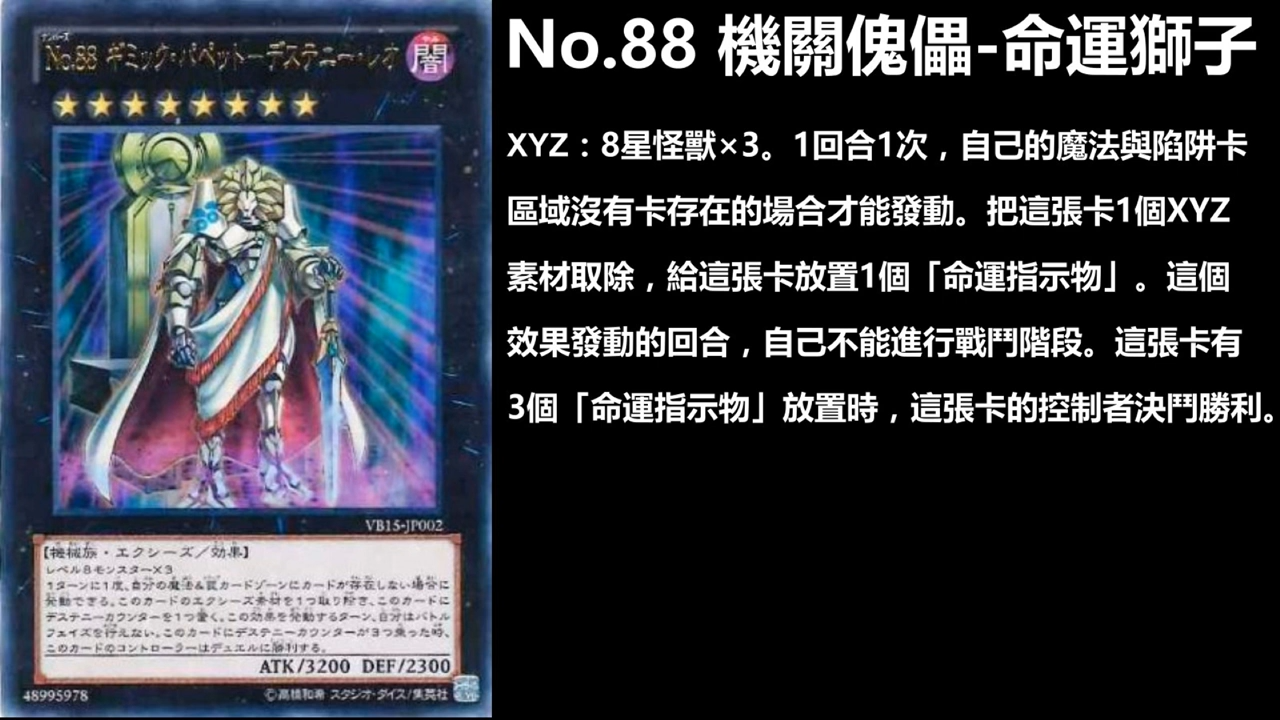 ナンバーズ
No.88 ギミック・パペット-デステニー・レオ
闇
VB15-JP002
【機械族・エクシーズ/効果】
レベル8モンスター×3
1ターンに1度、自分の魔法&罠カードゾーンにカードが存在しない場合に
発動できる。このカードのエクシーズ素材を1つ取り除き、このカードに
デステニーカウンターを1つ置く。この効果を発動するターン、自分はバトル
フェイズを行えない。このカードにデステニーカウンターが3つ乗った時、
このカードのコントローラーはデュエルに勝利する。
ATK/3200 DEF/2300
48995978
©高橋和希 スタジオ・ダイス/集英社
No.88 機關傀儡-命運獅子
XYZ：8星怪獸×3。1回合1次，自己的魔法與陷阱卡
區域沒有卡存在的場合才能發動。把這張卡1個XYZ
素材取除，給這張卡放置1個「命運指示物」。這個
效果發動的回合，自己不能進行戰鬥階段。這張卡有
3個「命運指示物」放置時，這張卡的控制者決鬥勝利。